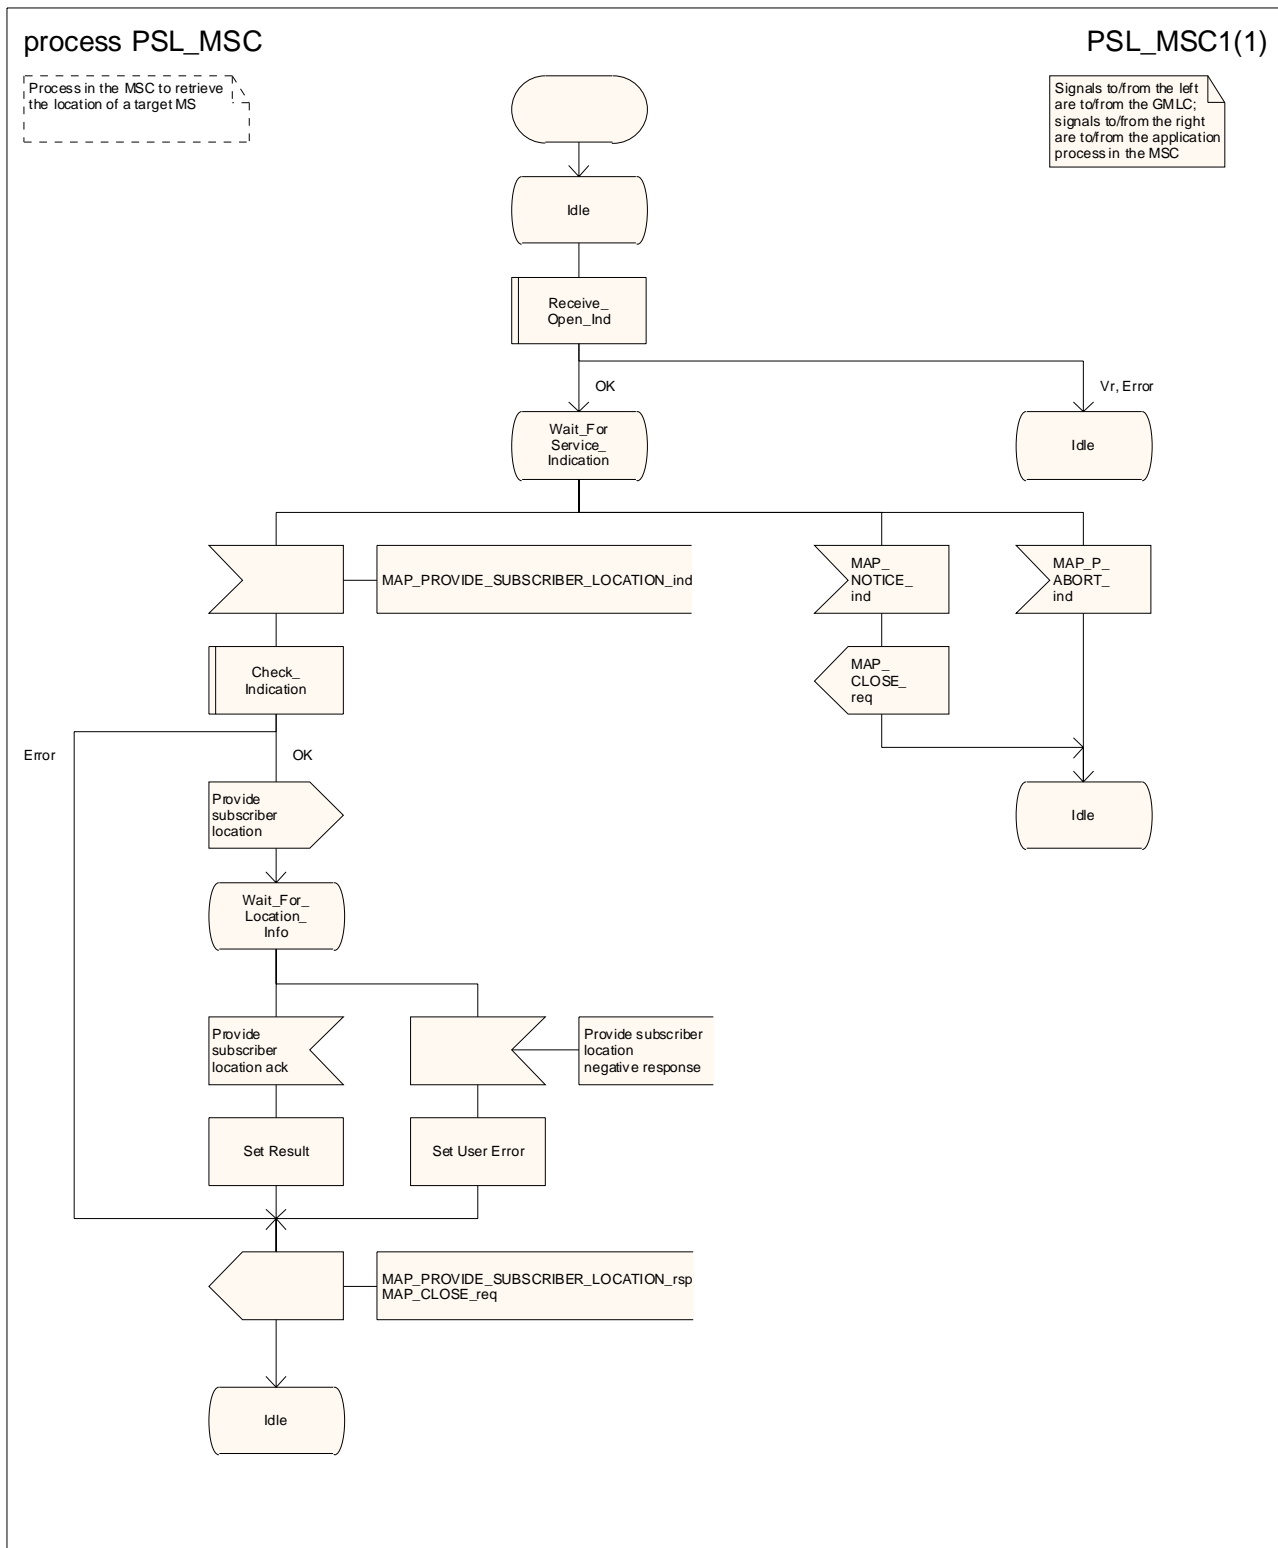 process PSL_MSC
PSL_MSC1(1)
Process in the MSC to retrieve
the location of a target MS
Signals to/from the left
are to/from the GMLC;
signals to/from the right
are to/from the application
process in the MSC
Idle
Receive_
Open_Ind
OK
Vr, Error
Wait_For
Service_
Indication
Idle
MAP_PROVIDE_SUBSCRIBER_LOCATION_ind
MAP_
NOTICE_
ind
MAP_P_
ABORT_
ind
Check_
Indication
MAP_
CLOSE_
req
Error
OK
Provide
subscriber
location
Idle
Wait_For_
Location_
Info
Provide
subscriber
location ack
Provide subscriber
location
negative response
Set Result
Set User Error
MAP_PROVIDE_SUBSCRIBER_LOCATION_rsp
MAP_CLOSE_req
Idle